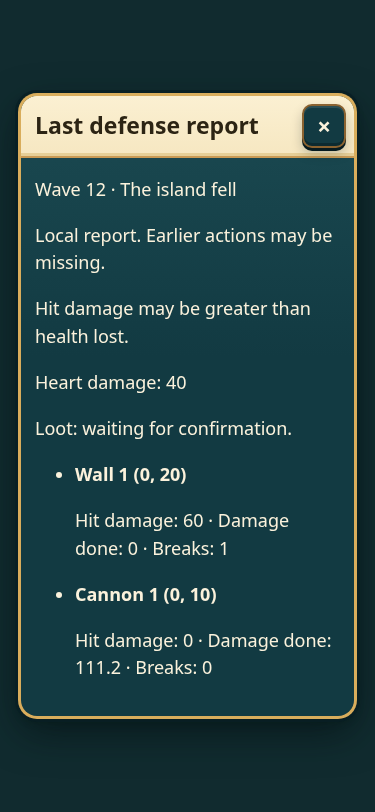 Last defense report ×
Wave 12 · The island fell
Local report. Earlier actions may be
missing.
Hit damage may be greater than
health lost.
Heart damage: 40
Loot: waiting for confirmation.
• Wall 1 (0, 20)
Hit damage: 60 · Damage
done: 0 · Breaks: 1
• Cannon 1 (0, 10)
Hit damage: 0 · Damage done:
111.2 · Breaks: 0